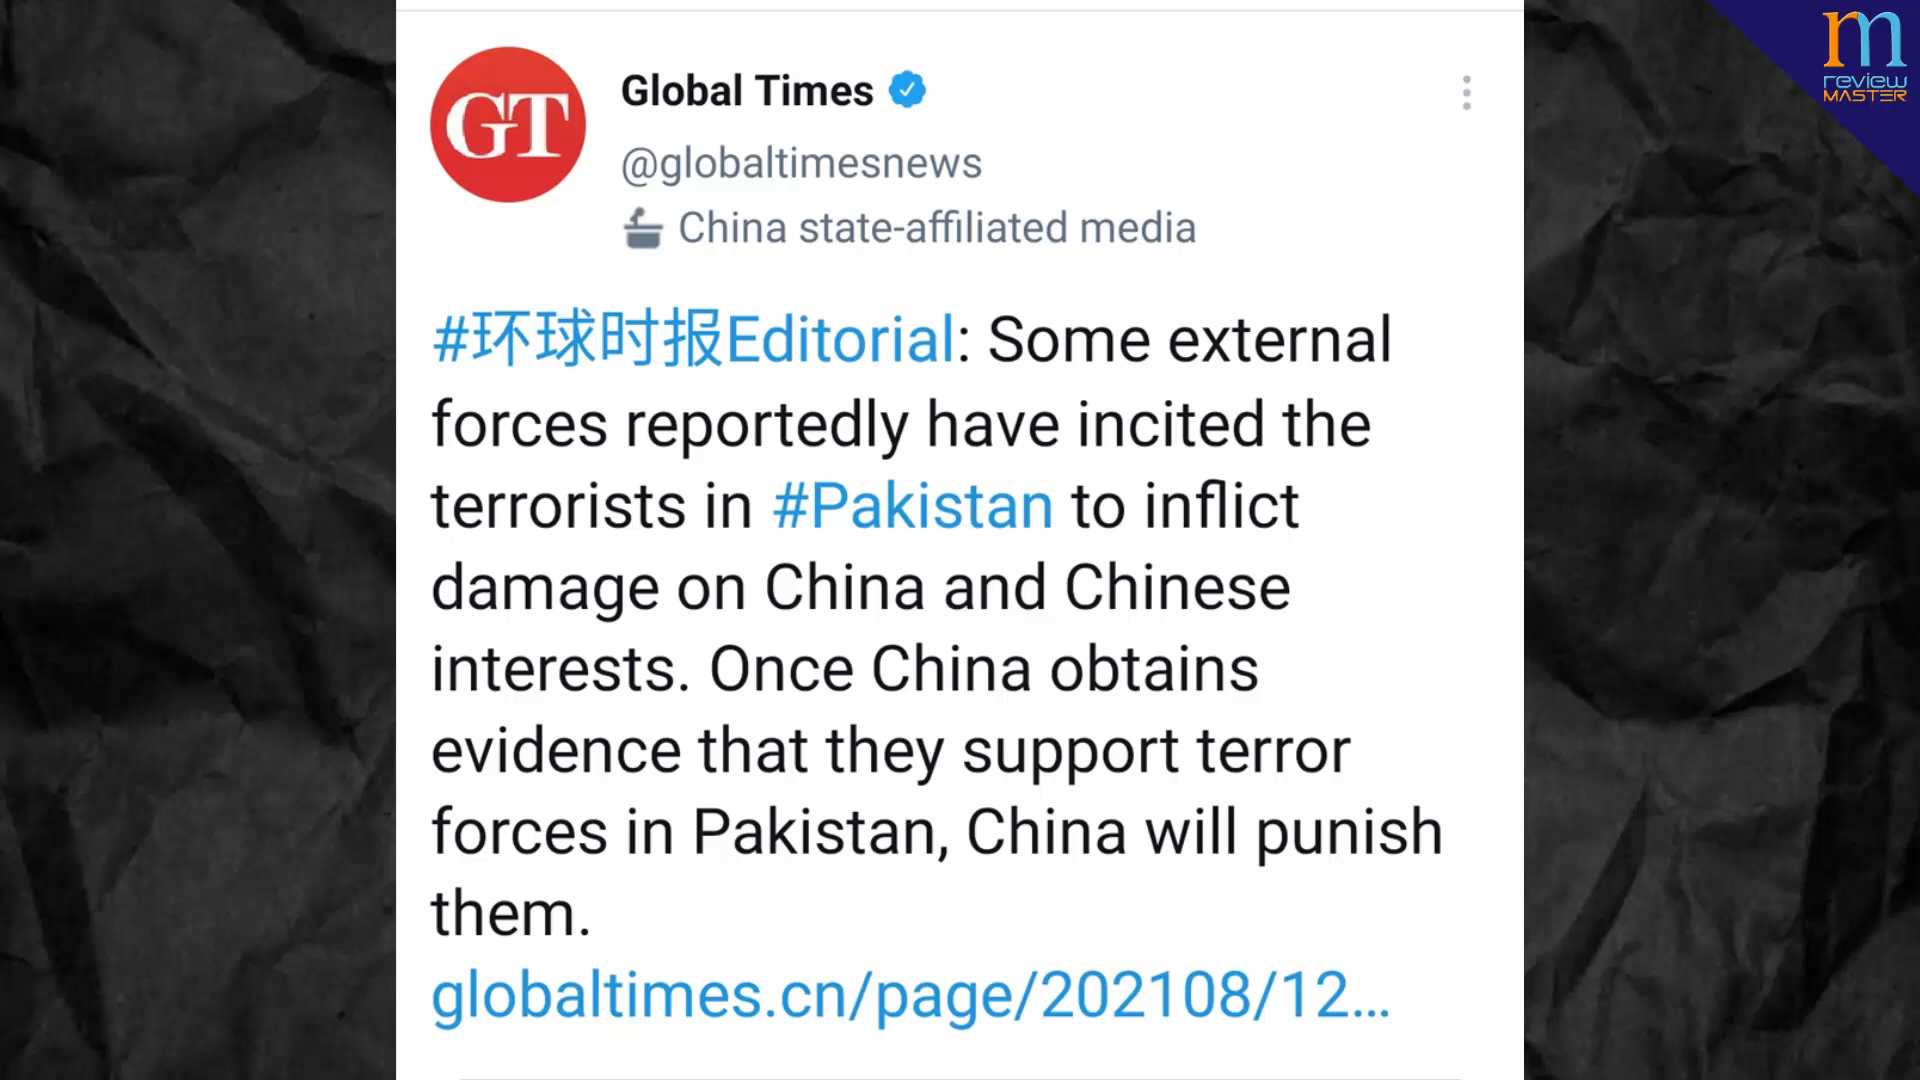 GT
Global Times
@globaltimesnews
China state-affiliated media
#环球时报Editorial: Some external
forces reportedly have incited the
terrorists in #Pakistan to inflict
damage on China and Chinese
interests. Once China obtains
evidence that they support terror
forces in Pakistan, China will punish
them.
globaltimes.cn/page/202108/12...
m
review
MASTER